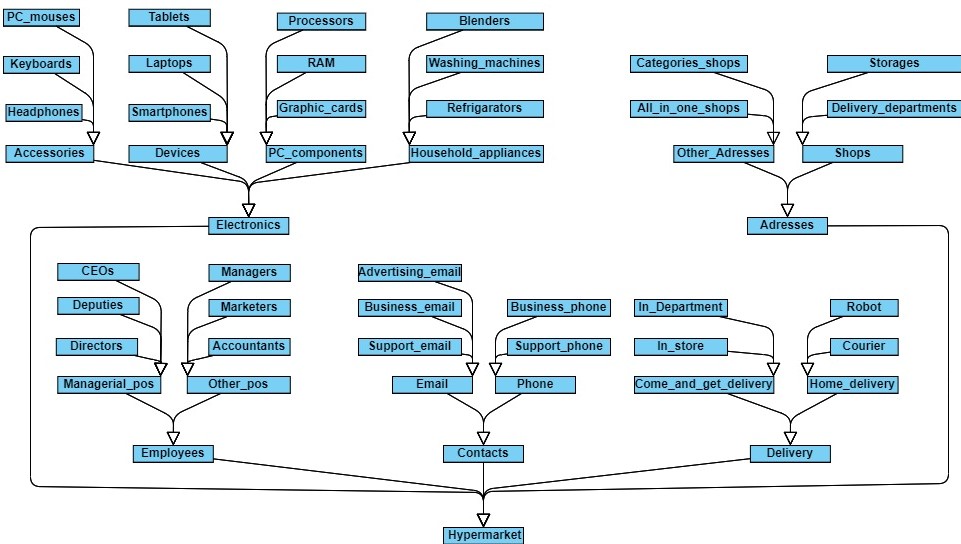 PC_mouses
Tablets
Processors
Blenders
Keyboards
Laptops
RAM
Washing_machines
Categories_shops
Storages
Headphones
Smartphones
Graphic_cards
Refrigarators
All_in_one_shops
Delivery_departments
Accessories
Devices
PC_components
Household_appliances
Other_Adresses
Shops
Electronics
Adresses
CEOs
Managers
Advertising_email
Deputies
Marketers
Business_email
Business_phone
In_Department
Robot
Directors
Accountants
Support_email
Support_phone
In_store
Courier
Managerial_pos
Other_pos
Email
Phone
Come_and_get_delivery
Home_delivery
Employees
Contacts
Delivery
Hypermarket